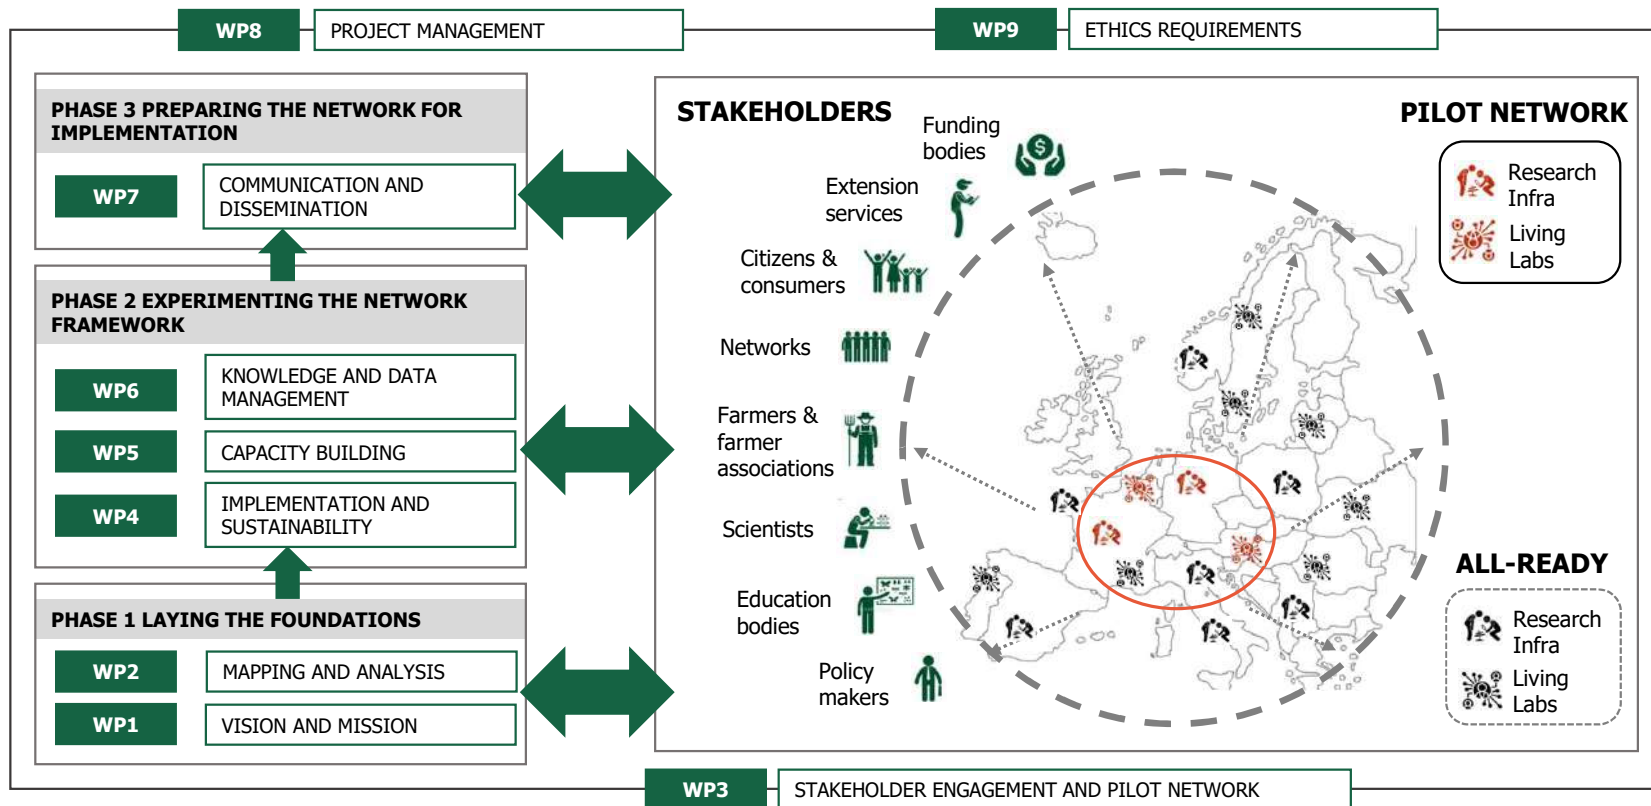 WP8
PROJECT MANAGEMENT
WP9
ETHICS REQUIREMENTS
PHASE 3 PREPARING THE NETWORK FOR
IMPLEMENTATION
WP7
COMMUNICATION AND
DISSEMINATION
PHASE 2 EXPERIMENTING THE NETWORK
FRAMEWORK
WP6
KNOWLEDGE AND DATA
MANAGEMENT
WP5
CAPACITY BUILDING
WP4
IMPLEMENTATION AND
SUSTAINABILITY
PHASE 1 LAYING THE FOUNDATIONS
WP2
MAPPING AND ANALYSIS
WP1
VISION AND MISSION
STAKEHOLDERS
Funding
bodies
$
Extension
services
Citizens &
consumers
Networks
Farmers &
farmer
associations
Scientists
Education
bodies
Policy
makers
PILOT NETWORK
Research
Infra
Living
Labs
ALL-READY
Research
Infra
Living
Labs
WP3
STAKEHOLDER ENGAGEMENT AND PILOT NETWORK